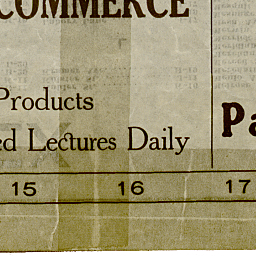 COMMERCE
Products
ed Lectures Daily
Pa
15 16 17